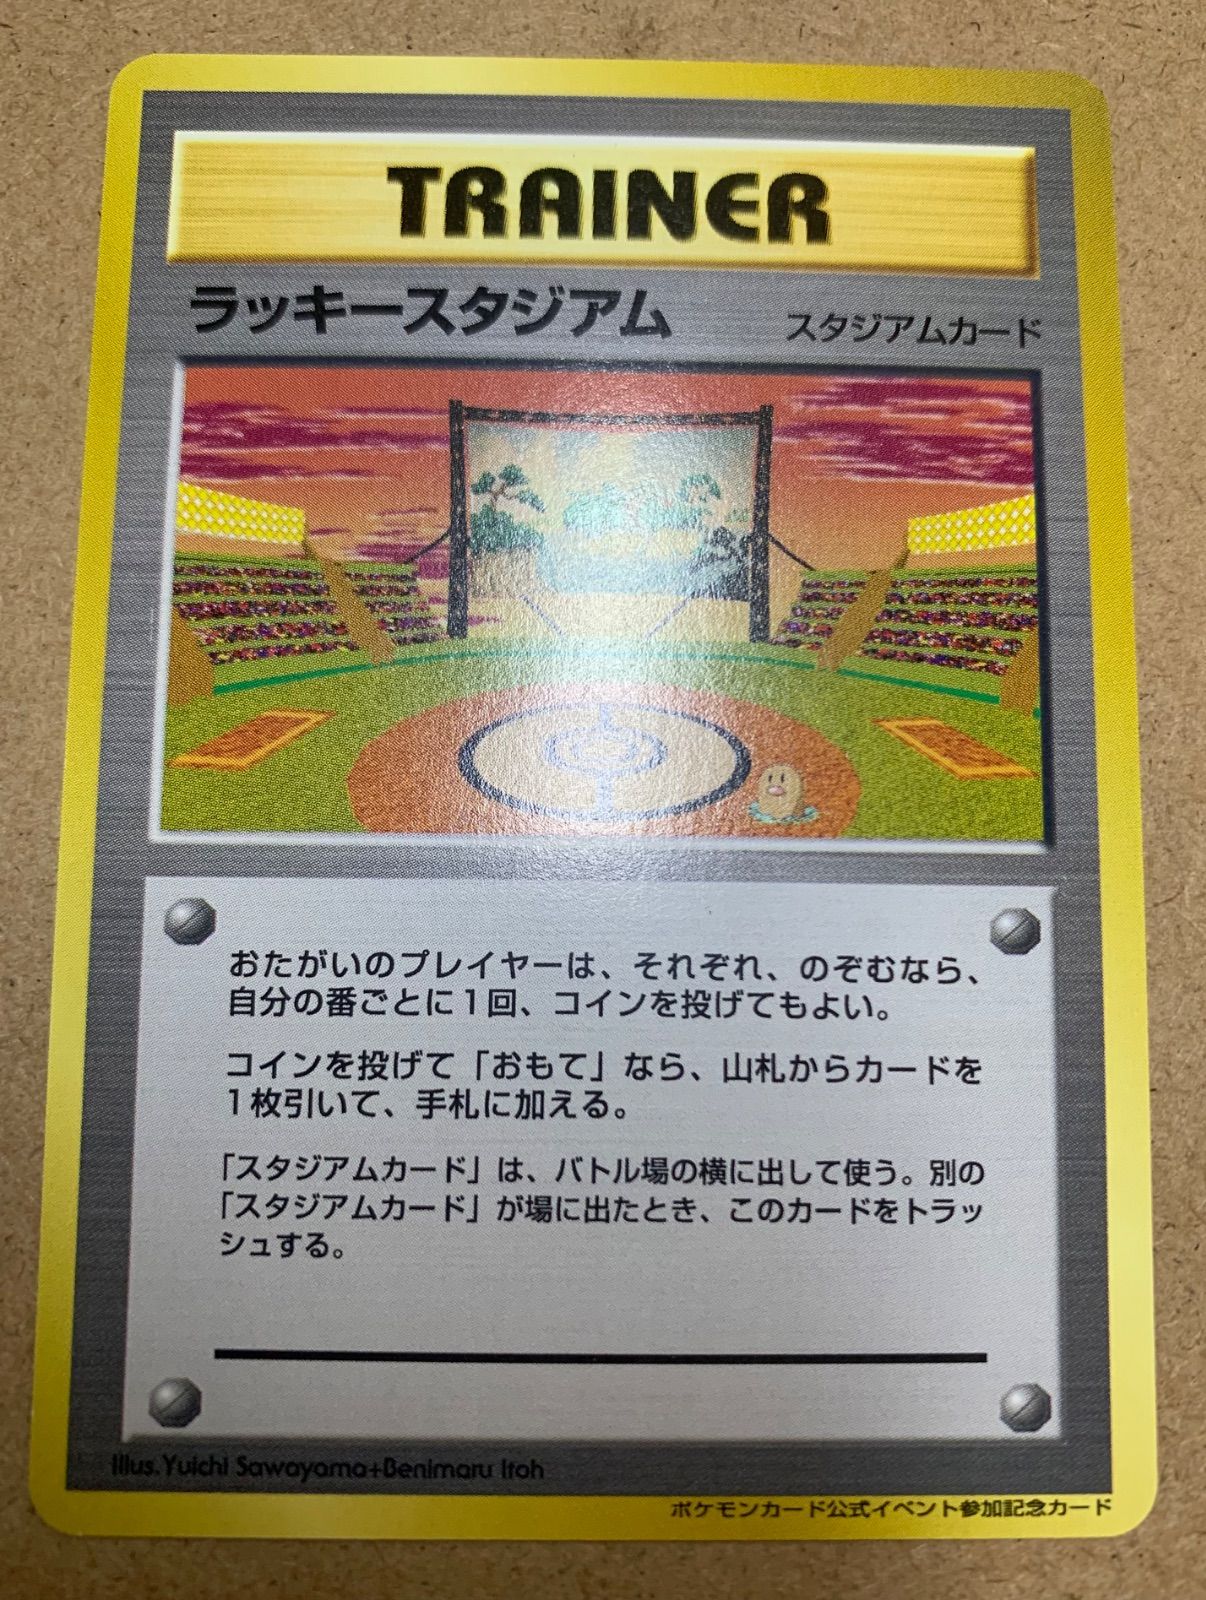 TRAINER
ラッキースタジアム
スタジアムカード
おたがいのプレイヤーは、それぞれ、のぞむなら、
自分の番ごとに1回、コインを投げてもよい。
コインを投げて「おもて」なら、山札からカードを
1枚引いて、手札に加える。
「スタジアムカード」は、バトル場の横に出して使う。別の
「スタジアムカード」が場に出たとき、このカードをトラッ
シュする。
Illus.Yuichi Sawayama+Benimaru Itoh
ポケモンカード公式イベント参加記念カード